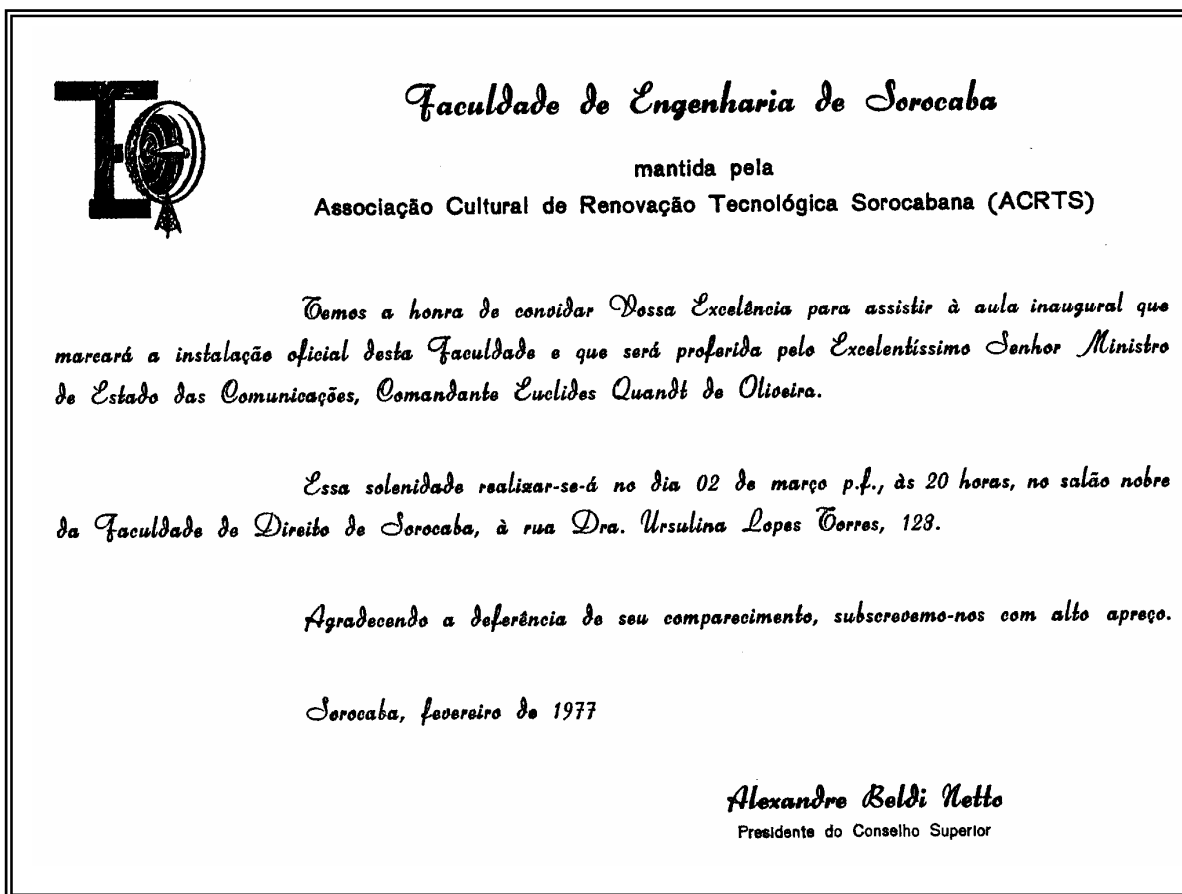 Faculdade de Engenharia de Sorocaba
mantida pela
Associação Cultural de Renovação Tecnológica Sorocabana (ACRTS)
Temos a honra de convidar Vossa Excelência para assistir à aula inaugural que
marcará a instalação oficial desta Faculdade e que será proferida pelo Excelentíssimo Senhor Ministro
de Estado das Comunicações, Comandante Euclides Quandt de Oliveira.
Essa solenidade realizar-se-á no dia 02 de março p.f., às 20 horas, no salão nobre
da Faculdade de Direito de Sorocaba, à rua Dra. Ursulina Lopes Torres, 123.
Agradecendo a deferência de seu comparecimento, subscrevemo-nos com alto apreço.
Sorocaba, fevereiro de 1977
Alexandre Beldi Netto
Presidente do Conselho Superior